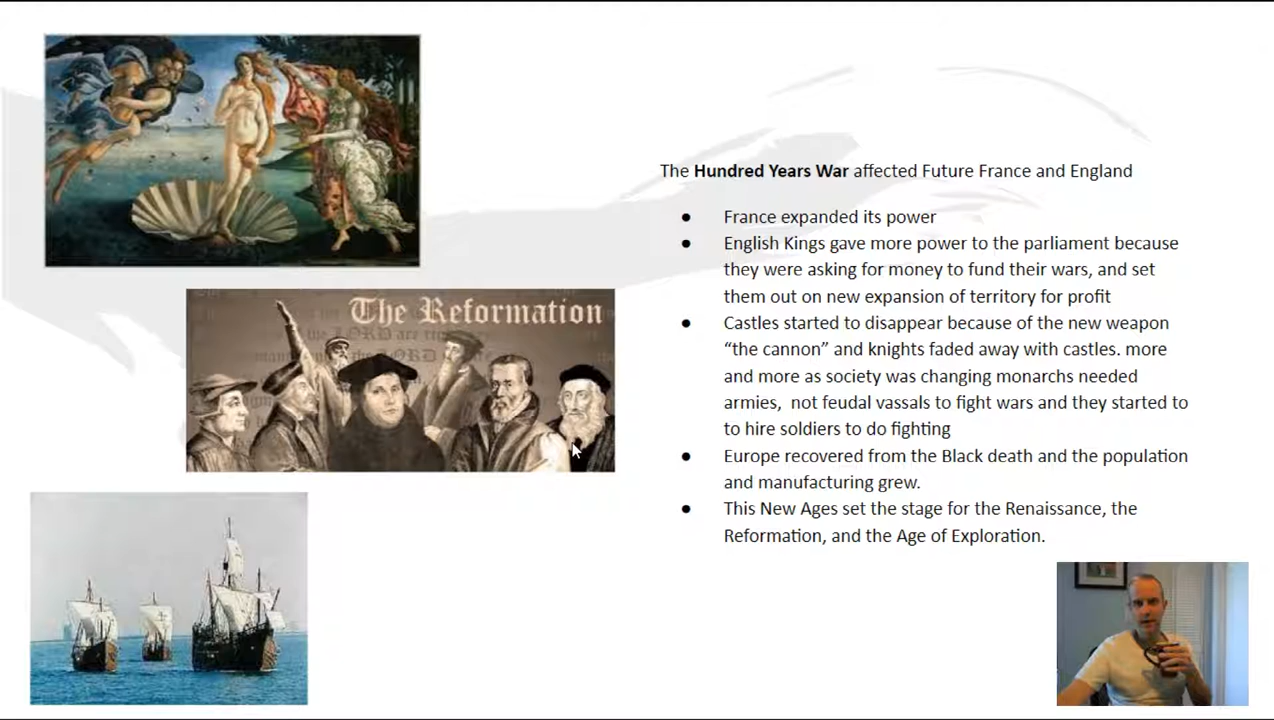 The Reformation
the LORD are ri
The Hundred Years War affected Future France and England
● France expanded its power
● English Kings gave more power to the parliament because
they were asking for money to fund their wars, and set
them out on new expansion of territory for profit
● Castles started to disappear because of the new weapon
“the cannon” and knights faded away with castles. more
and more as society was changing monarchs needed
armies,  not feudal vassals to fight wars and they started to
to hire soldiers to do fighting
● Europe recovered from the Black death and the population
and manufacturing grew.
● This New Ages set the stage for the Renaissance, the
Reformation, and the Age of Exploration.